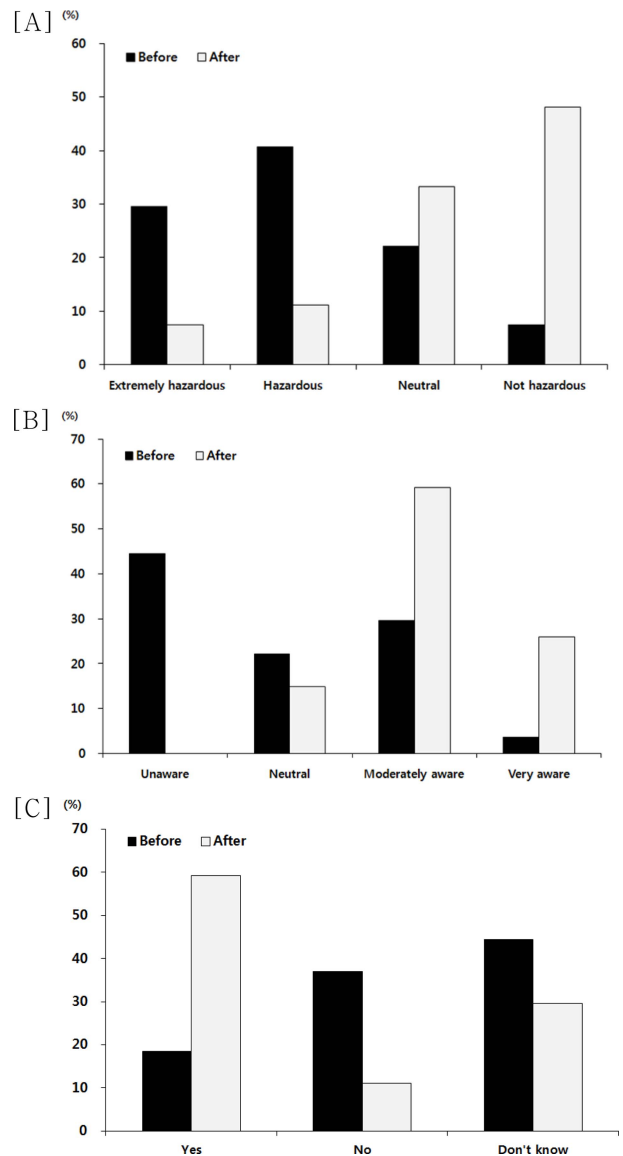 [A] (%)
60
Before After
50
40
30
20
10
0
Extremely hazardous Hazardous Neutral Not hazardous
[B] (%)
70
Before After
60
50
40
30
20
10
0
Unaware Neutral Moderately aware Very aware
[C] (%)
70
Before After
60
50
40
30
20
10
0
Yes No Don't know